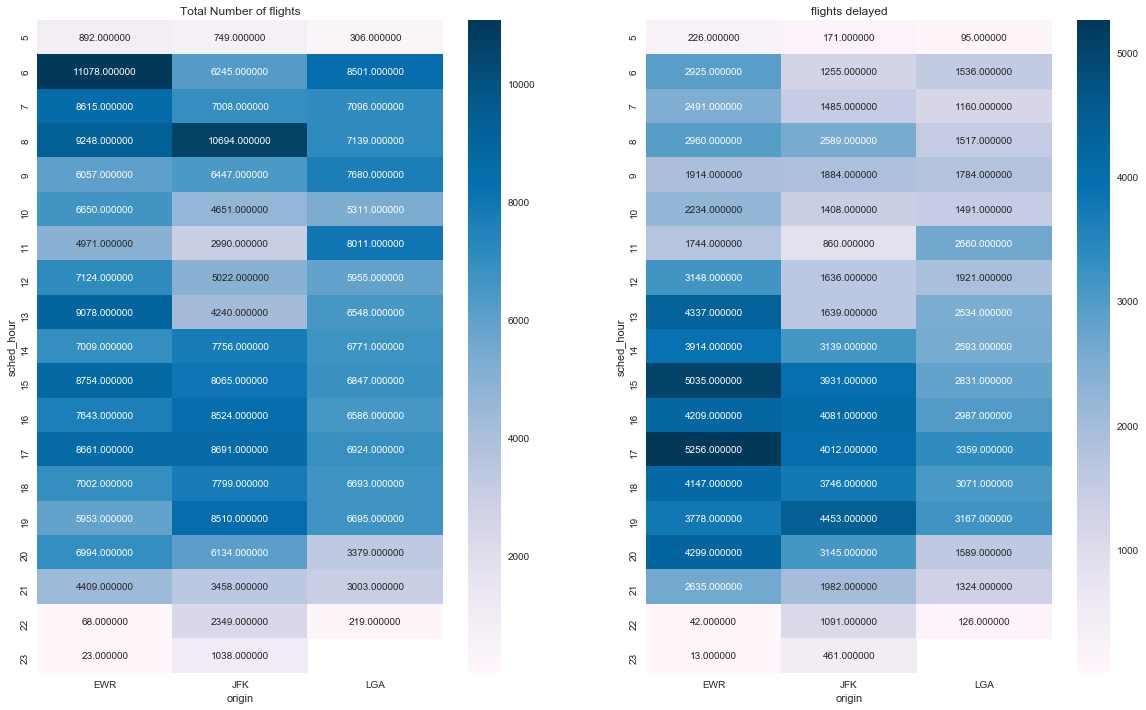 Total Number of flights
5 892.000000 749.000000 306.000000
6 11078.000000 6245.000000 8501.000000
7 8615.000000 7008.000000 7096.000000
8 9248.000000 10694.000000 7139.000000
9 6057.000000 6447.000000 7680.000000
10 6650.000000 4651.000000 5311.000000
11 4971.000000 2990.000000 8011.000000
12 7124.000000 5022.000000 5955.000000
13 9078.000000 4240.000000 6548.000000
14 7009.000000 7756.000000 6771.000000
15 8754.000000 8065.000000 6847.000000
16 7643.000000 8524.000000 6586.000000
17 8661.000000 8691.000000 6924.000000
18 7002.000000 7799.000000 6693.000000
19 5953.000000 8510.000000 6695.000000
20 6994.000000 6134.000000 3379.000000
21 4409.000000 3458.000000 3003.000000
22 68.000000 2349.000000 219.000000
23 23.000000 1038.000000
EWR JFK LGA
origin
sched_hour
10000
8000
6000
4000
2000
flights delayed
5 226.000000 171.000000 95.000000
6 2925.000000 1255.000000 1536.000000
7 2491.000000 1485.000000 1160.000000
8 2960.000000 2589.000000 1517.000000
9 1914.000000 1884.000000 1784.000000
10 2234.000000 1408.000000 1491.000000
11 1744.000000 860.000000 2660.000000
12 3148.000000 1636.000000 1921.000000
13 4337.000000 1639.000000 2534.000000
14 3914.000000 3139.000000 2593.000000
15 5035.000000 3931.000000 2831.000000
16 4209.000000 4081.000000 2987.000000
17 5256.000000 4012.000000 3359.000000
18 4147.000000 3746.000000 3071.000000
19 3778.000000 4453.000000 3167.000000
20 4299.000000 3145.000000 1589.000000
21 2635.000000 1982.000000 1324.000000
22 42.000000 1091.000000 126.000000
23 13.000000 461.000000
EWR JFK LGA
origin
sched_hour
5000
4000
3000
2000
1000